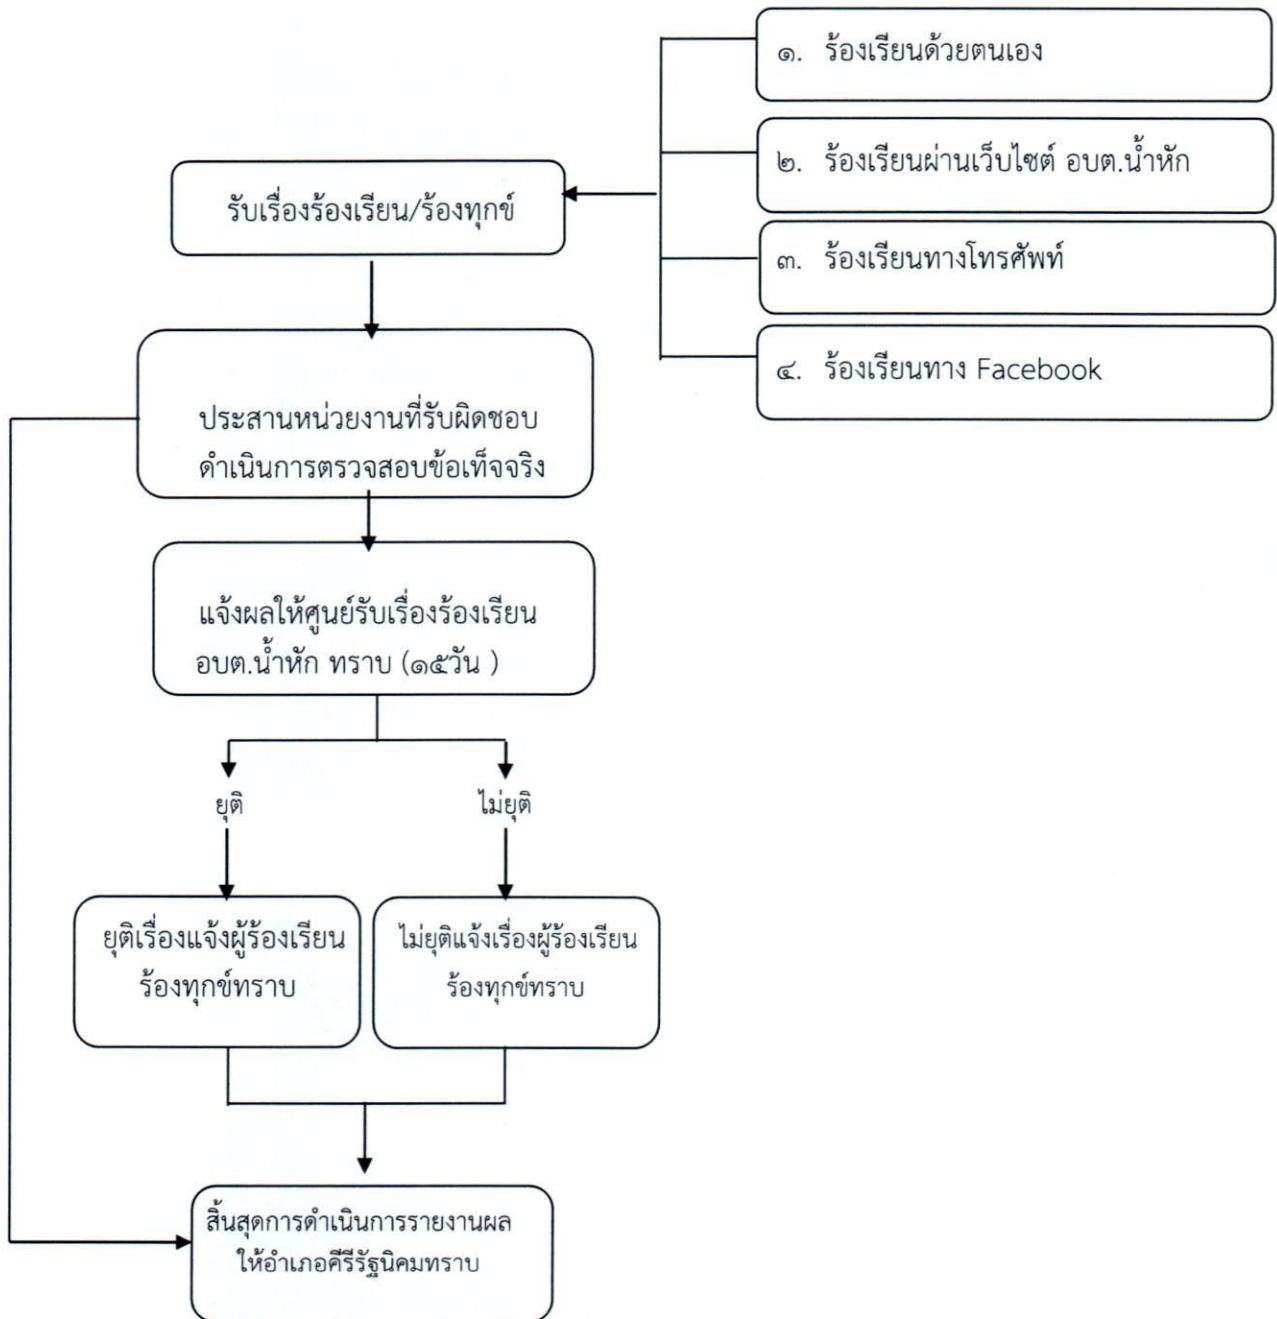 ๑. ร้องเรียนด้วยตนเอง
๒. ร้องเรียนผ่านเว็บไซต์ อบต.น้ำหัก
๓. ร้องเรียนทางโทรศัพท์
๔. ร้องเรียนทาง Facebook
รับเรื่องร้องเรียน/ร้องทุกข์
ประสานหน่วยงานที่รับผิดชอบ
ดำเนินการตรวจสอบข้อเท็จจริง
แจ้งผลให้ศูนย์รับเรื่องร้องเรียน
อบต.น้ำหัก ทราบ (๑๕วัน )
ยุติ
ไม่ยุติ
ยุติเรื่องแจ้งผู้ร้องเรียน
ร้องทุกข์ทราบ
ไม่ยุติแจ้งเรื่องผู้ร้องเรียน
ร้องทุกข์ทราบ
สิ้นสุดการดำเนินการรายงานผล
ให้อำเภอคีรีรัฐนิคมทราบ